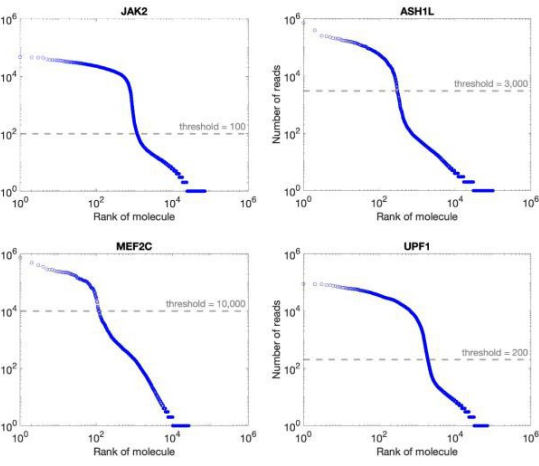 JAK2
10^6
10^4
10^2
10^0
threshold = 100
10^0 10^2 10^4 10^6
Rank of molecule
ASH1L
Number of reads
10^6
10^4
10^2
10^0
threshold = 3,000
10^0 10^2 10^4 10^6
Rank of molecule
MEF2C
10^6
10^4
10^2
10^0
threshold = 10,000
10^0 10^2 10^4 10^6
Rank of molecule
UPF1
Number of reads
10^6
10^4
10^2
10^0
threshold = 200
10^0 10^2 10^4 10^6
Rank of molecule